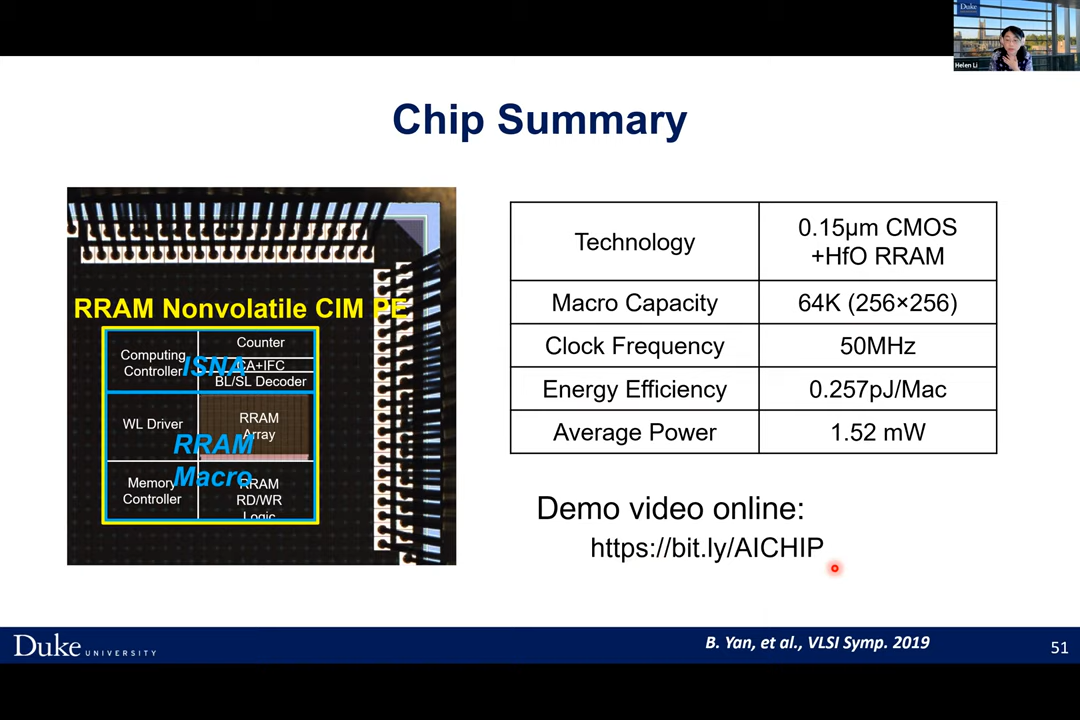 Duke
Helen Li
Chip Summary
RRAM Nonvolatile CIM PE
Computing
Controller
Counter
CA+IFC
BL/SL Decoder
ISNA
WL Driver
RRAM
Array
RRAM
Macro
Memory
Controller
RRAM
RD/WR
Logic
Technology
0.15µm CMOS
+HfO RRAM
Macro Capacity
64K (256×256)
Clock Frequency
50MHz
Energy Efficiency
0.257pJ/Mac
Average Power
1.52 mW
Demo video online:
https://bit.ly/AICHIP
Duke UNIVERSITY
B. Yan, et al., VLSI Symp. 2019
51